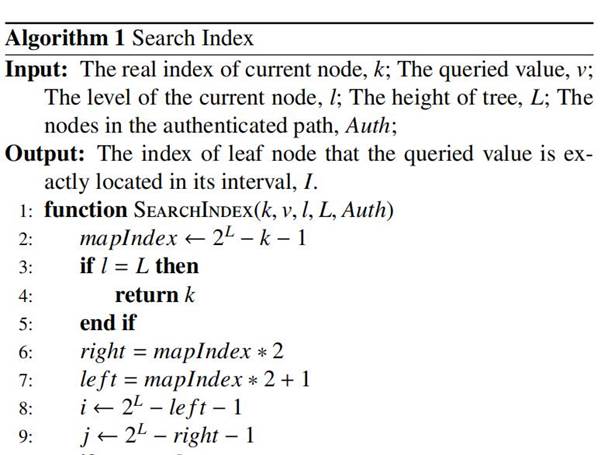 Algorithm 1 Search Index
Input: The real index of current node, k; The queried value, v;
The level of the current node, l; The height of tree, L; The
nodes in the authenticated path, Auth;
Output: The index of leaf node that the queried value is ex-
actly located in its interval, I.
1: function SEARCHINDEX(k, v, l, L, Auth)
2: mapIndex ← 2^L − k − 1
3: if l = L then
4: return k
5: end if
6: right = mapIndex ∗ 2
7: left = mapIndex ∗ 2 + 1
8: i ← 2^L − left − 1
9: j ← 2^L − right − 1